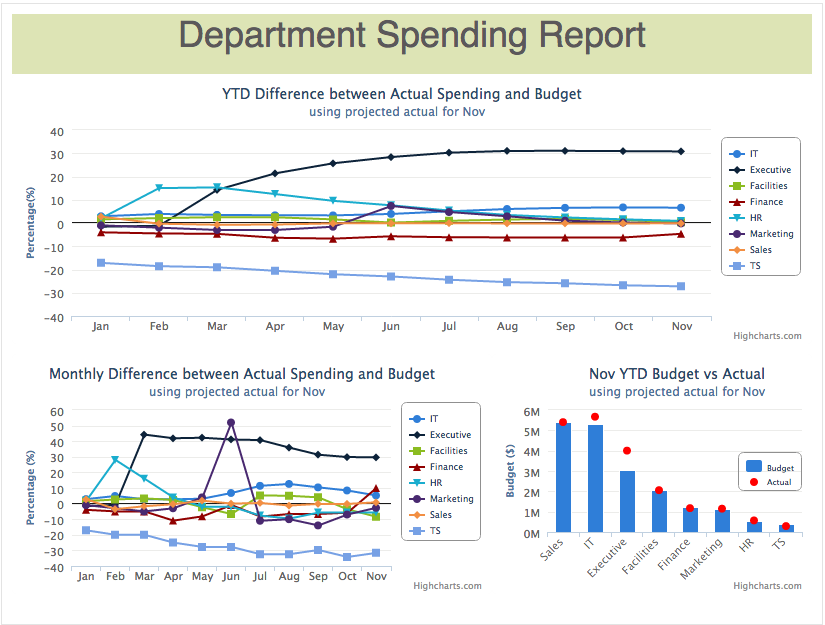 Department Spending Report
YTD Difference between Actual Spending and Budget
using projected actual for Nov
Percentage(%)
40
30
20
10
0
−10
−20
−30
−40
Jan Feb Mar Apr May Jun Jul Aug Sep Oct Nov
IT
Executive
Facilities
Finance
HR
Marketing
Sales
TS
Highcharts.com
Monthly Difference between Actual Spending and Budget
using projected actual for Nov
Percentage (%)
60
50
40
30
20
10
0
−10
−20
−30
−40
Jan Feb Mar Apr May Jun Jul Aug Sep Oct Nov
IT
Executive
Facilities
Finance
HR
Marketing
Sales
TS
Highcharts.com
Nov YTD Budget vs Actual
using projected actual for Nov
Budget ($)
6M
5M
4M
3M
2M
1M
0M
Sales IT Executive Facilities Finance Marketing HR TS
Budget
Actual
Highcharts.com